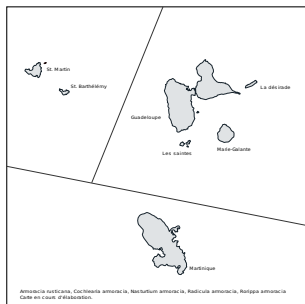 St. Martin
St. Barthélémy
La désirade
Guadeloupe
Marie-Galante
Les saintes
Martinique
Armoracia rusticana, Cochlearia armoracia, Nasturtium armoracia, Radicula armoracia, Rorippa armoracia
Carte en cours d'élaboration.